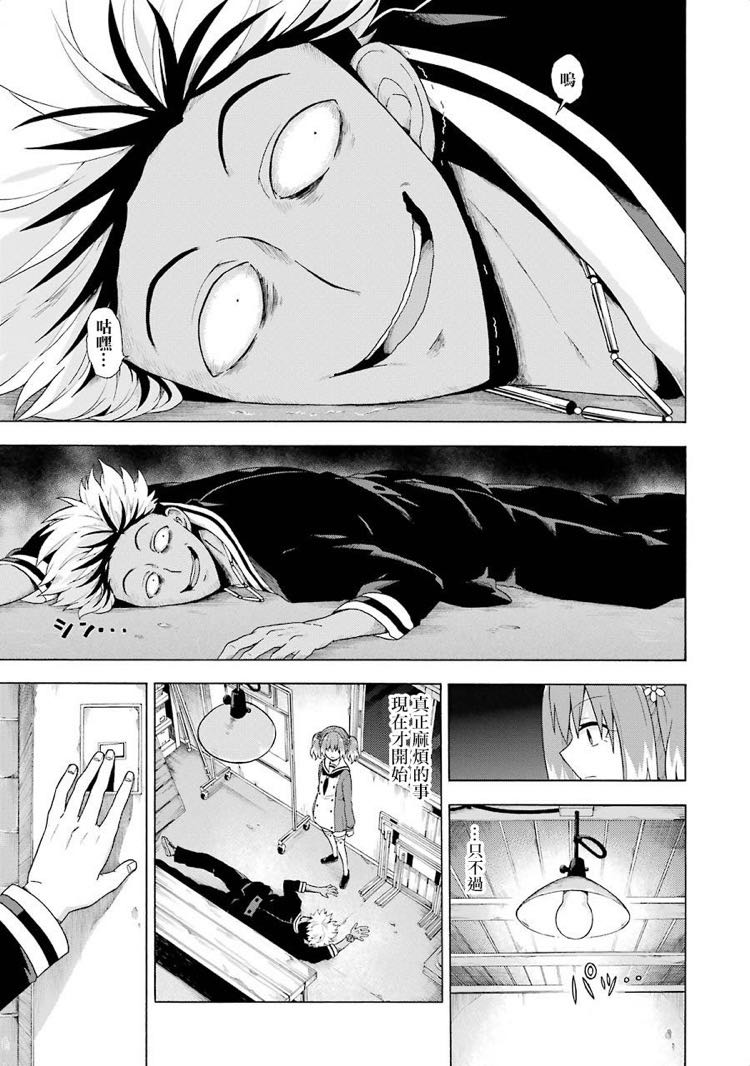 嗚
咕嘿…
シン・・・
真正麻煩的事
現在才開始
…只不過
パッ・・